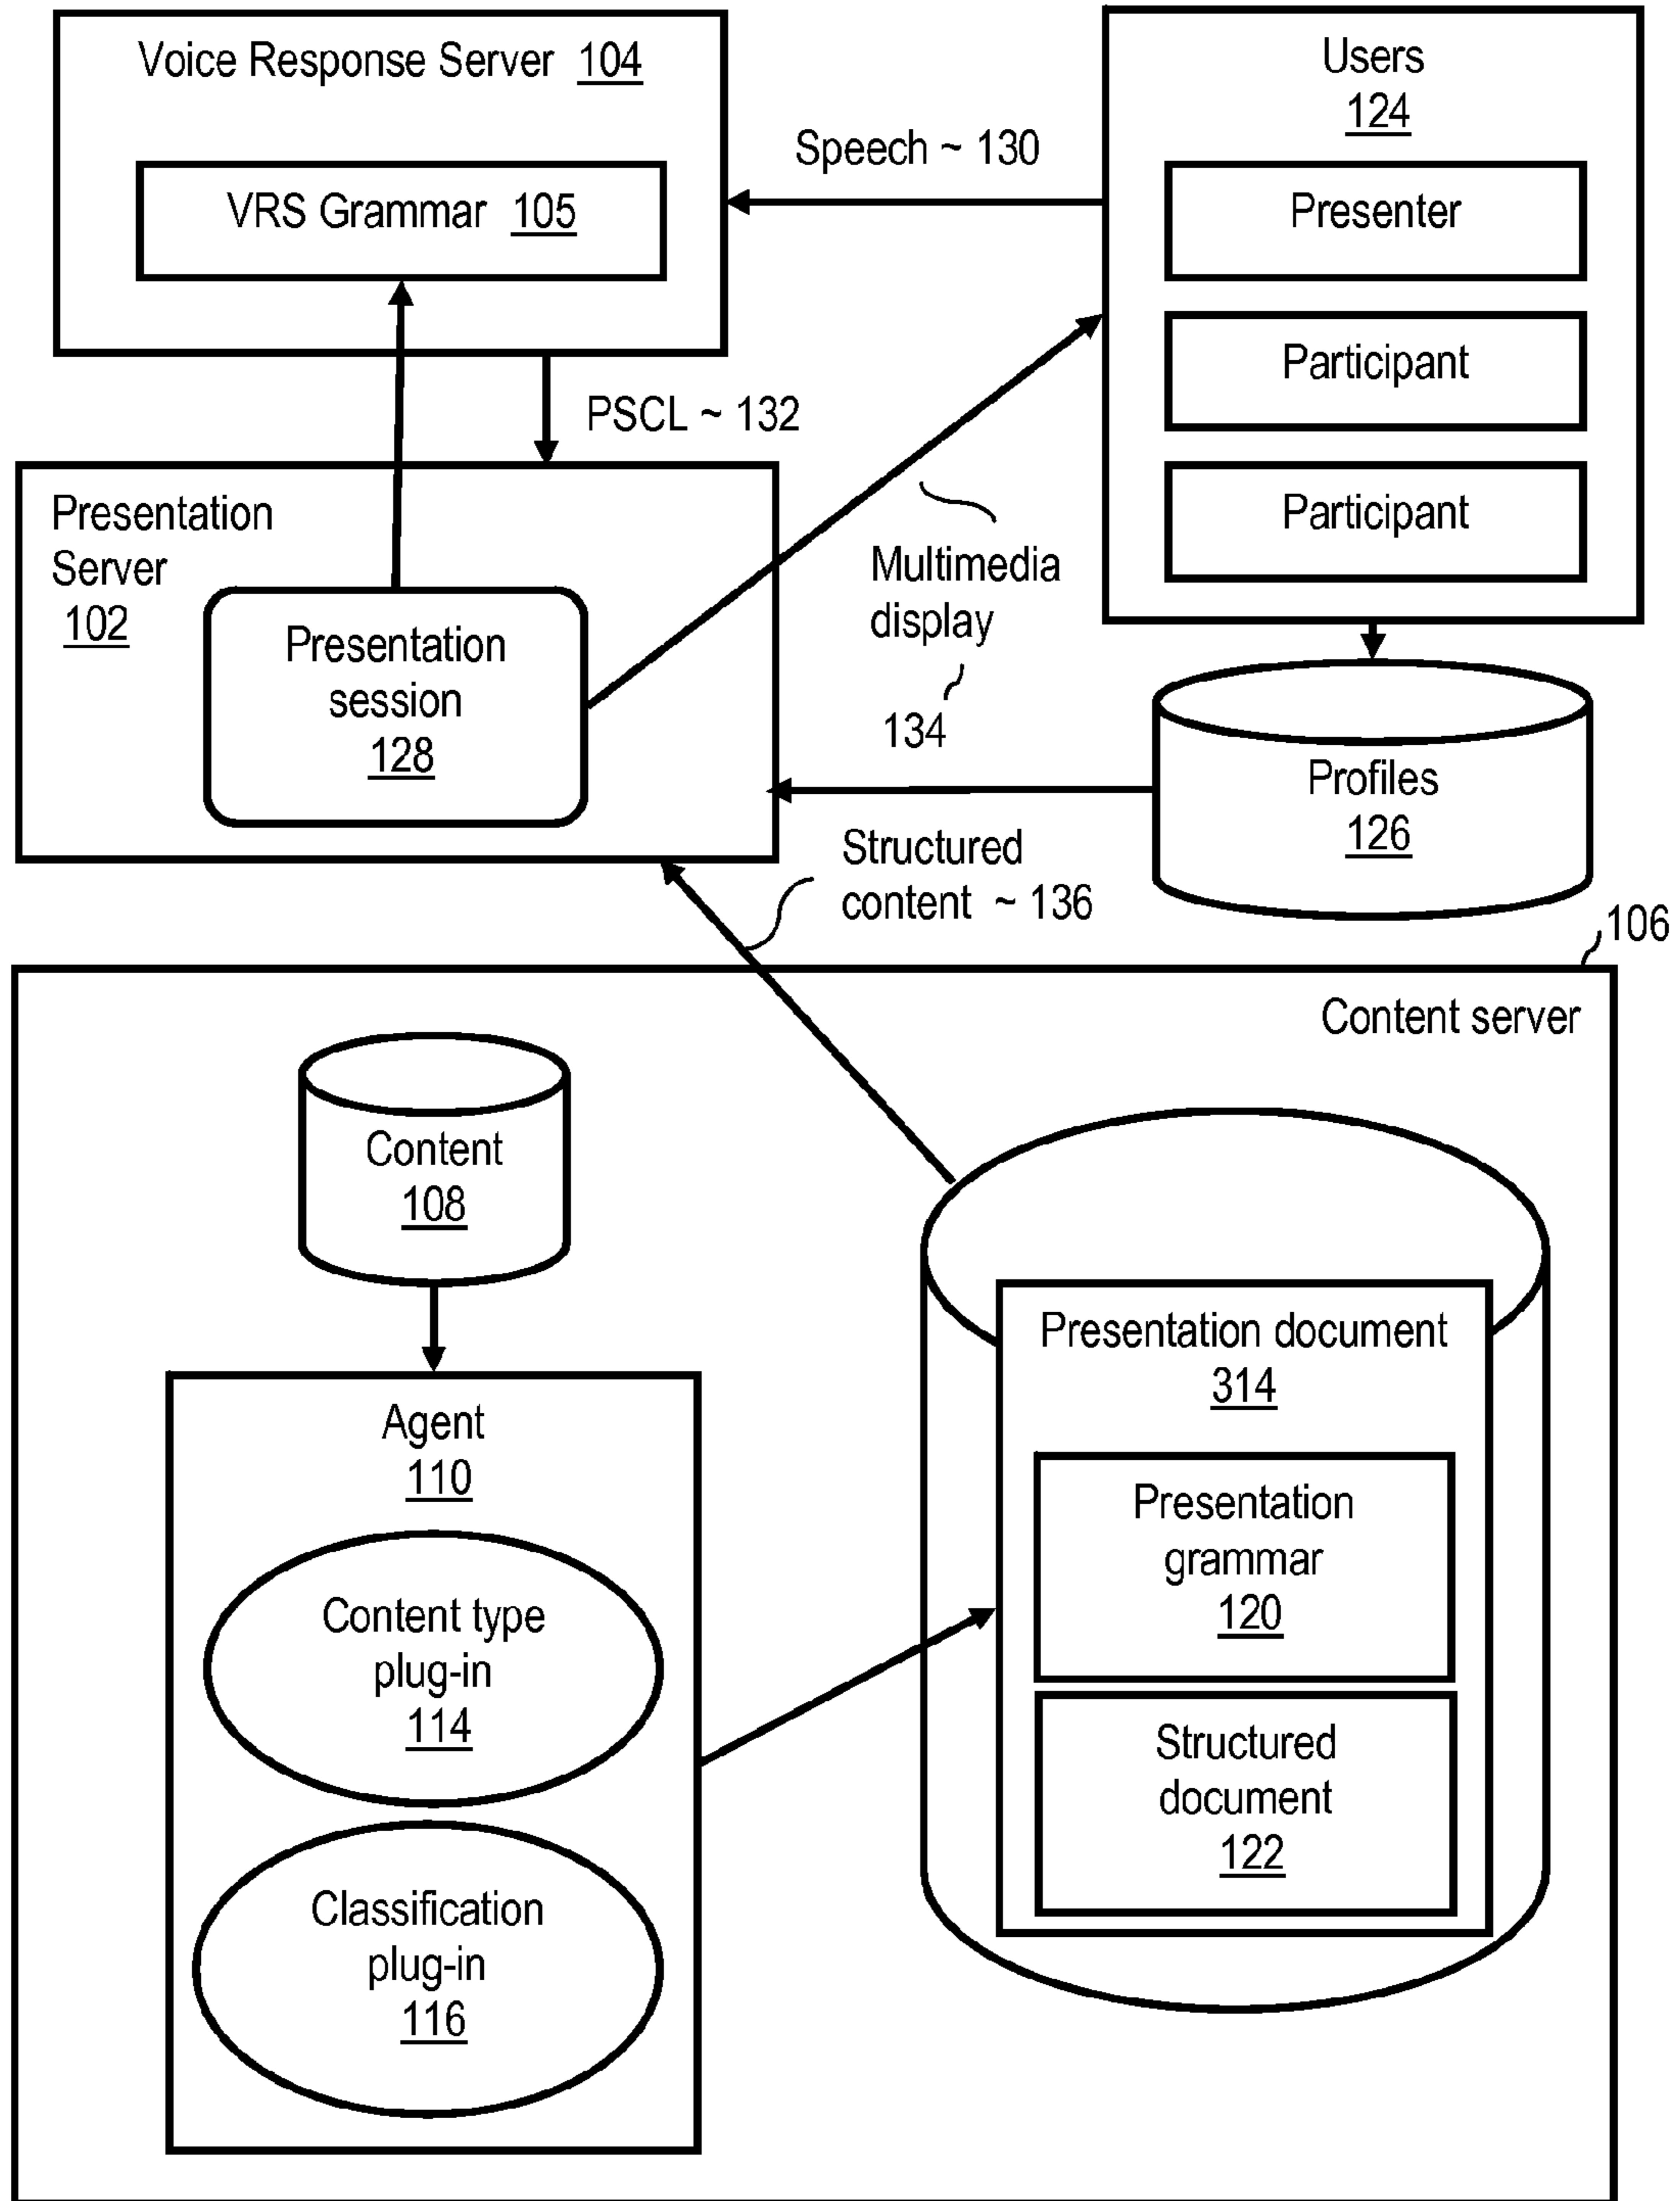 Voice Response Server 104
VRS Grammar 105
Speech ~ 130
Users
124
Presenter
Participant
Participant
PSCL ~ 132
Presentation
Server
102
Presentation
session
128
Multimedia
display
134
Profiles
126
Structured
content ~ 136
106
Content server
Content
108
Agent
110
Content type
plug-in
114
Classification
plug-in
116
Presentation document
314
Presentation
grammar
120
Structured
document
122